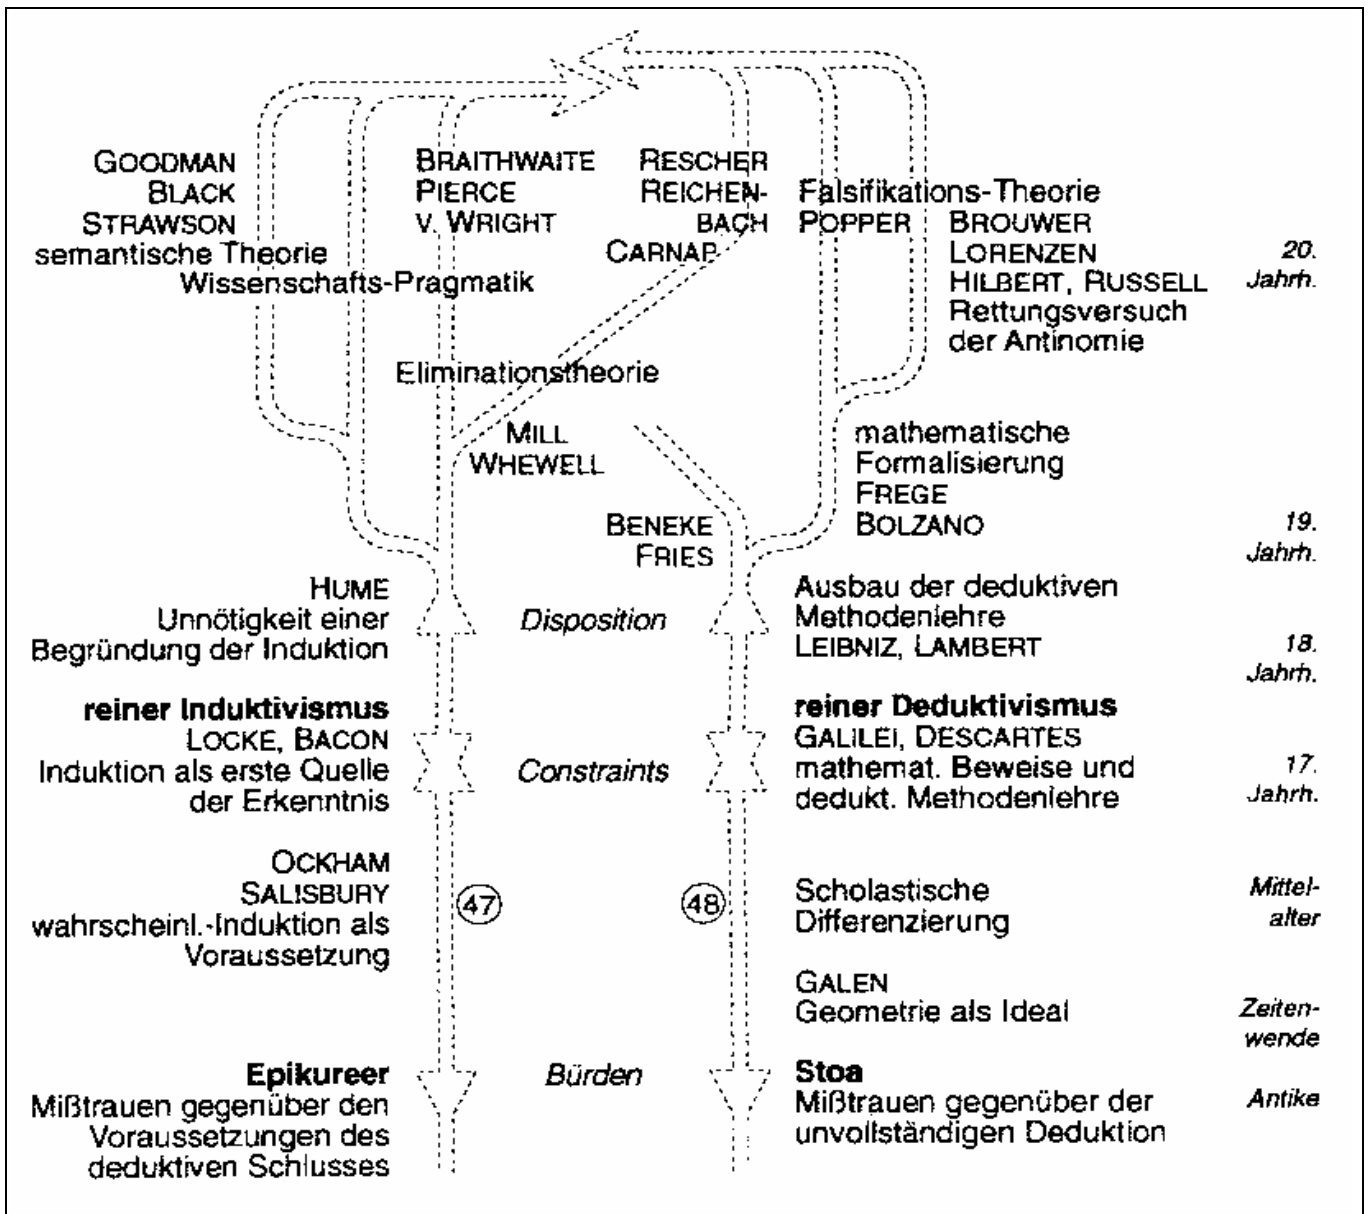 GOODMAN
BLACK
STRAWSON
semantische Theorie
Wissenschafts-Pragmatik
BRAITHWAITE
PIERCE
V. WRIGHT
RESCHER
REICHEN-
BACH
CARNAP
Falsifikations-Theorie
POPPER
BROUWER
LORENZEN
HILBERT, RUSSELL
Rettungsversuch
der Antinomie
20.
Jahrh.
Eliminationstheorie
MILL
WHEWELL
mathematische
Formalisierung
FREGE
BOLZANO
BENEKE
FRIES
19.
Jahrh.
HUME
Unnötigkeit einer
Begründung der Induktion
Disposition
Ausbau der deduktiven
Methodenlehre
LEIBNIZ, LAMBERT
18.
Jahrh.
reiner Induktivismus
LOCKE, BACON
Induktion als erste Quelle
der Erkenntnis
Constraints
reiner Deduktivismus
GALILEI, DESCARTES
mathemat. Beweise und
dedukt. Methodenlehre
17.
Jahrh.
OCKHAM
SALISBURY
wahrscheinl.-Induktion als
Voraussetzung
47
48
Scholastische
Differenzierung
Mittel-
alter
GALEN
Geometrie als Ideal
Zeiten-
wende
Epikureer
Mißtrauen gegenüber den
Voraussetzungen des
deduktiven Schlusses
Bürden
Stoa
Mißtrauen gegenüber der
unvollständigen Deduktion
Antike